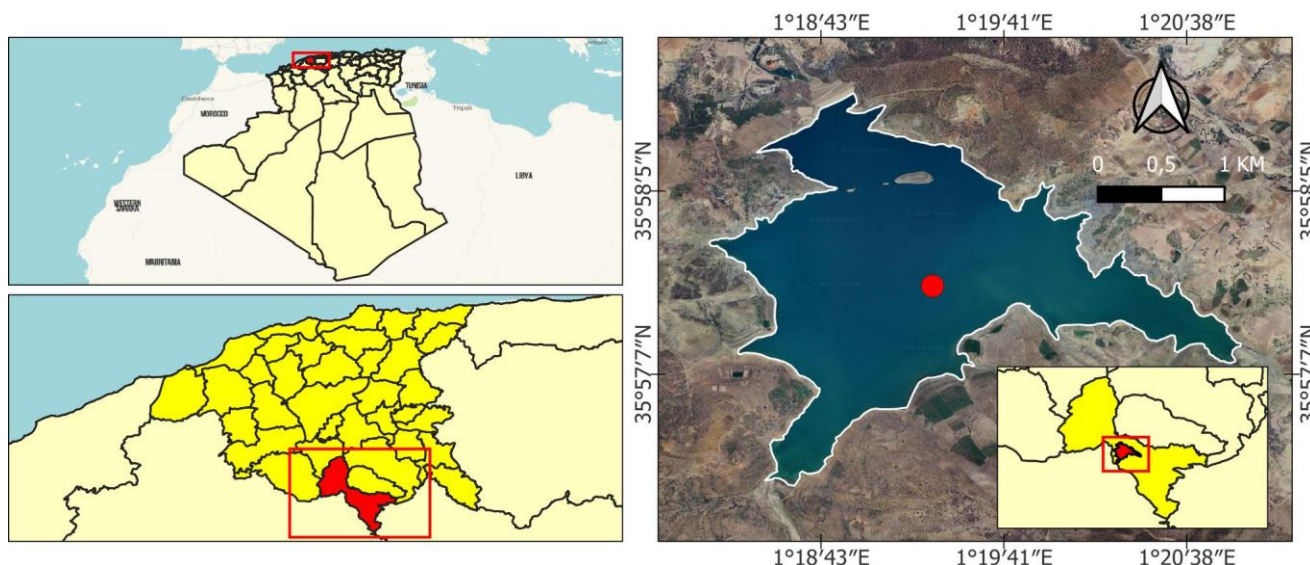 TUNISIA
Casablanca
Tripoli
MOROCCO
LIBYA
WESTERN
SAHARA
MAURITANIA
1°18′43″E 1°19′41″E 1°20′38″E
0 0,5 1 KM
35°58′5″N 35°58′5″N
35°57′7″N 35°57′7″N
1°18′43″E 1°19′41″E 1°20′38″E